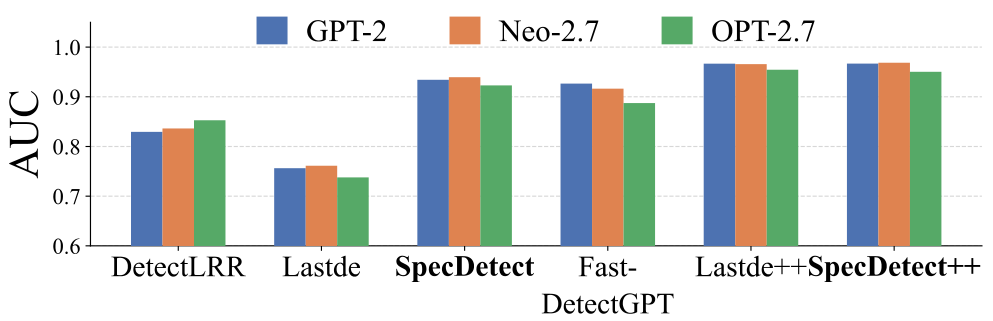 GPT-2 Neo-2.7 OPT-2.7
AUC
1.0
0.9
0.8
0.7
0.6
DetectLRR Lastde SpecDetect Fast- Lastde++ SpecDetect++
DetectGPT